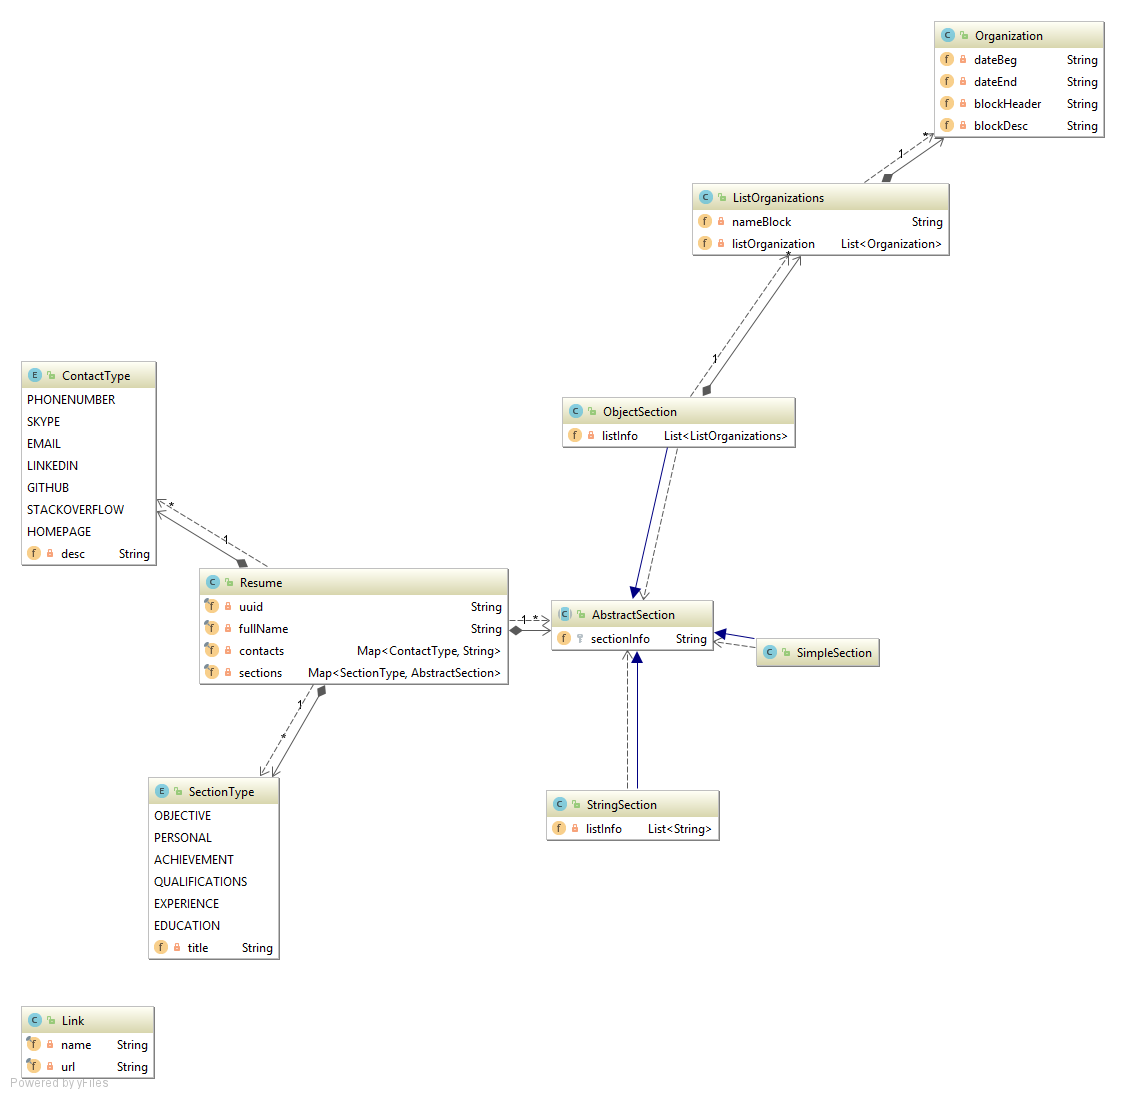 C Organization
f dateBeg String
f dateEnd String
f blockHeader String
f blockDesc String
*
1
C ListOrganizations
f nameBlock String
f listOrganization List<Organization>
*
1
C ObjectSection
f listInfo List<ListOrganizations>
E ContactType
PHONENUMBER
SKYPE
EMAIL
LINKEDIN
GITHUB
STACKOVERFLOW
HOMEPAGE
f desc String
*
1
C Resume
f uuid String
f fullName String
f contacts Map<ContactType, String>
f sections Map<SectionType, AbstractSection>
1 *
C AbstractSection
f sectionInfo String
C SimpleSection
1
*
E SectionType
OBJECTIVE
PERSONAL
ACHIEVEMENT
QUALIFICATIONS
EXPERIENCE
EDUCATION
f title String
C StringSection
f listInfo List<String>
C Link
f name String
f url String
Powered by yFiles